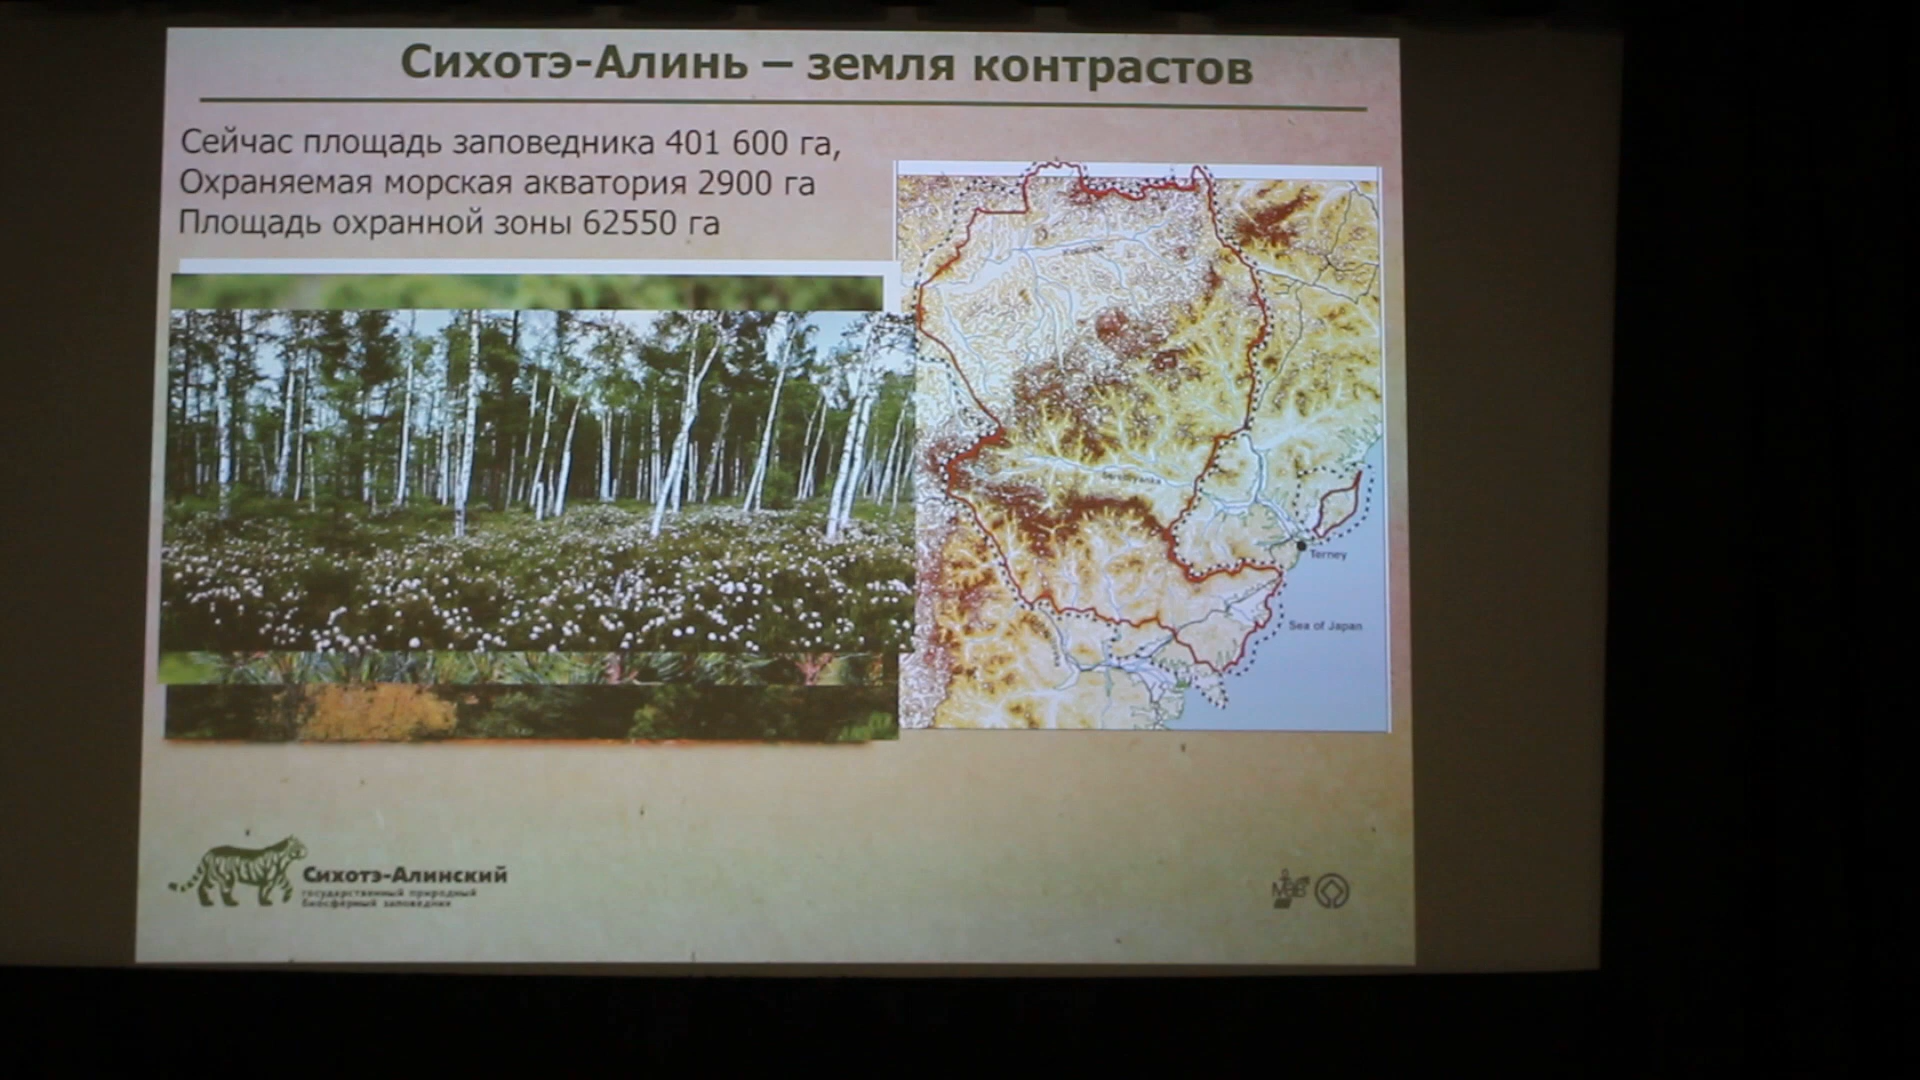 Сихотэ-Алинь – земля контрастов
Сейчас площадь заповедника 401 600 га,
Охраняемая морская акватория 2900 га
Площадь охранной зоны 62550 га
Terney
Sea of Japan
Сихотэ-Алинский
государственный природный
биосферный заповедник